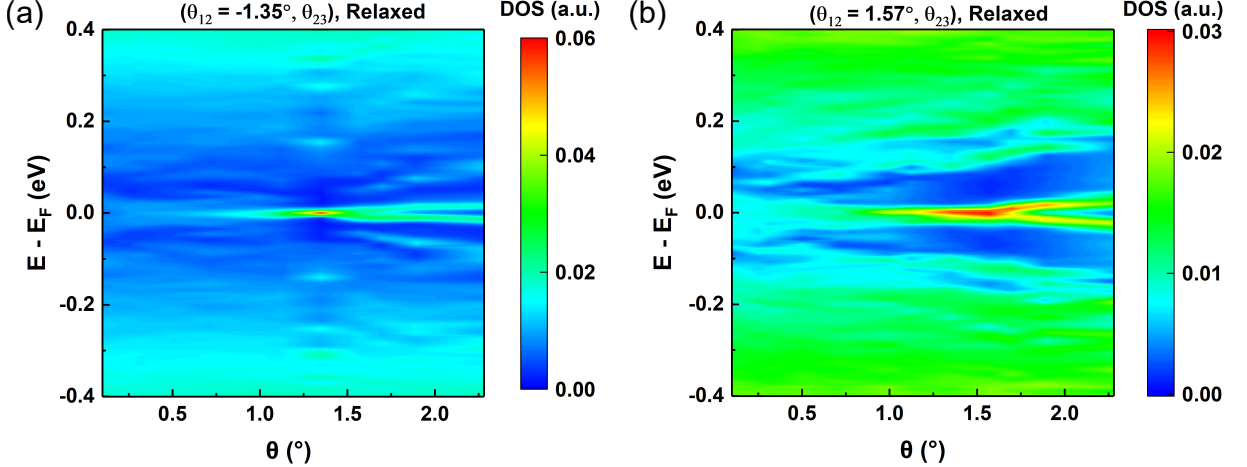 (a)
(θ12 = -1.35°, θ23), Relaxed
DOS (a.u.)
0.4
0.2
0.0
-0.2
-0.4
E - EF (eV)
0.5
1.0
1.5
2.0
θ (°)
0.06
0.04
0.02
0.00
(b)
(θ12 = 1.57°, θ23), Relaxed
DOS (a.u.)
0.4
0.2
0.0
-0.2
-0.4
E - EF (eV)
0.5
1.0
1.5
2.0
θ (°)
0.03
0.02
0.01
0.00